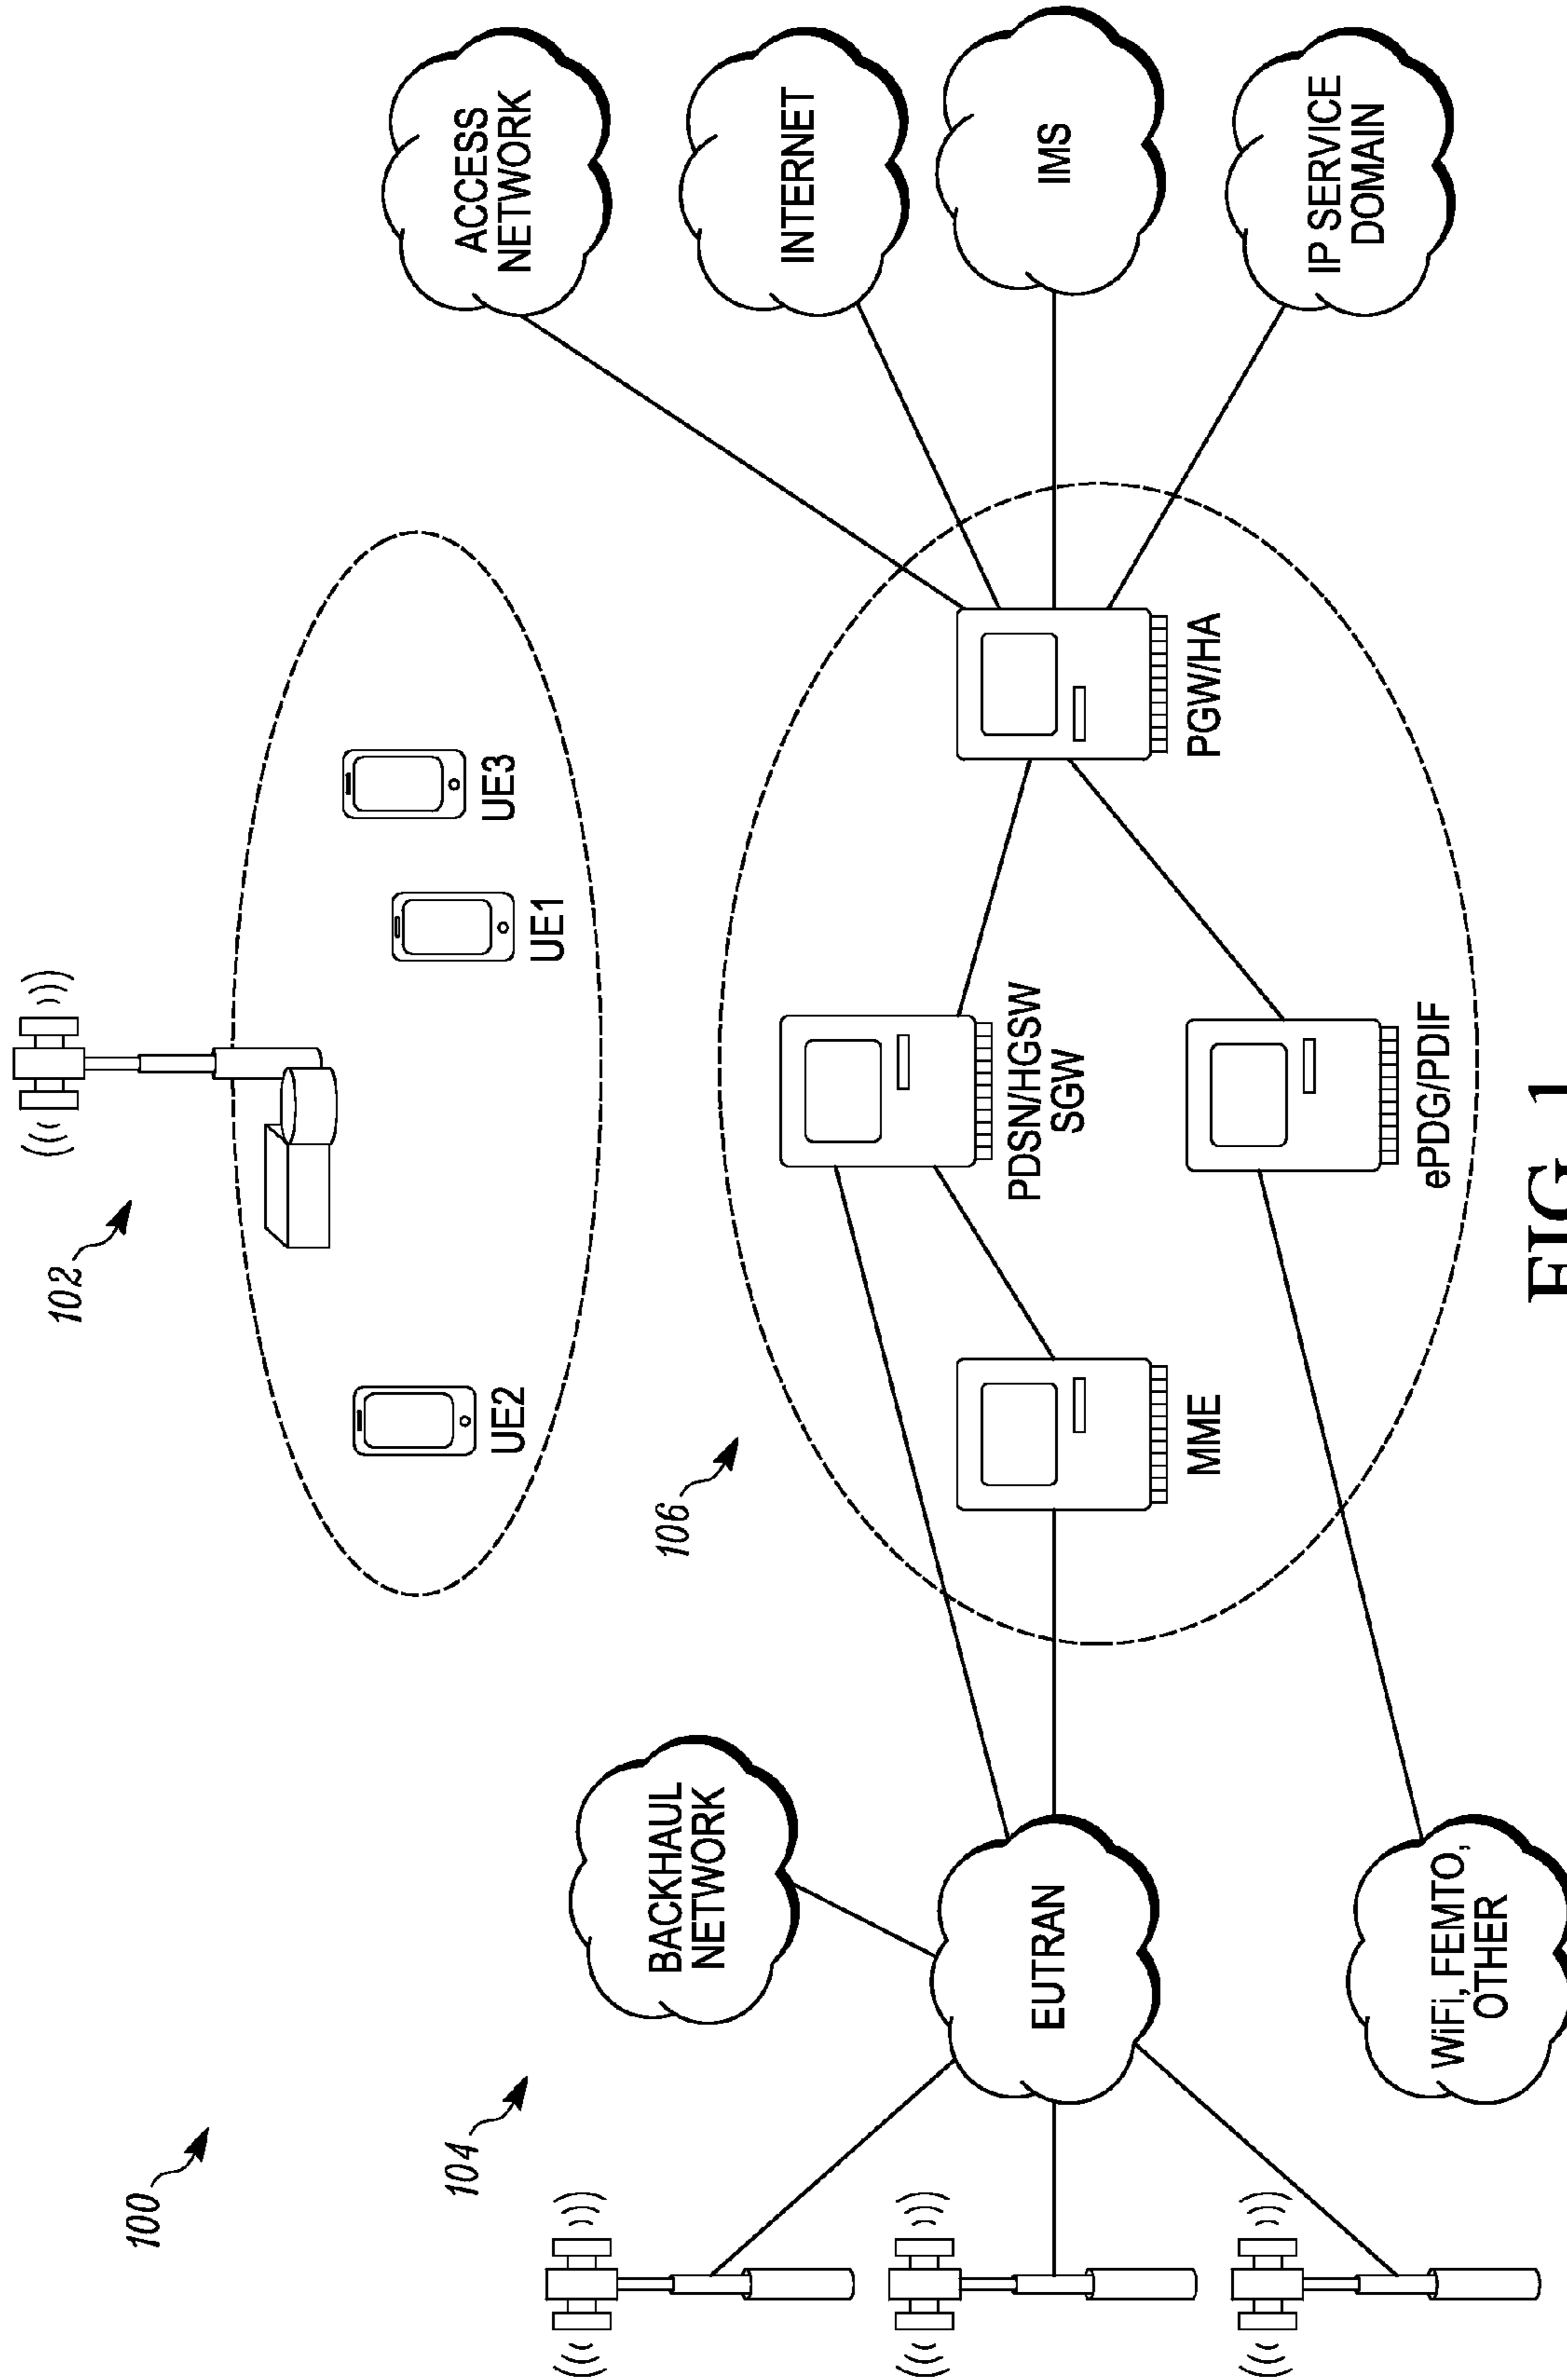 100
102
UE2
UE1
UE3
104
BACKHAUL
NETWORK
106
EUTRAN
MME
PDSN/HGSW
SGW
PGW/HA
ePDG/PDIF
WiFi, FEMTO,
OTHER
ACCESS
NETWORK
INTERNET
IMS
IP SERVICE
DOMAIN
FIG. 1